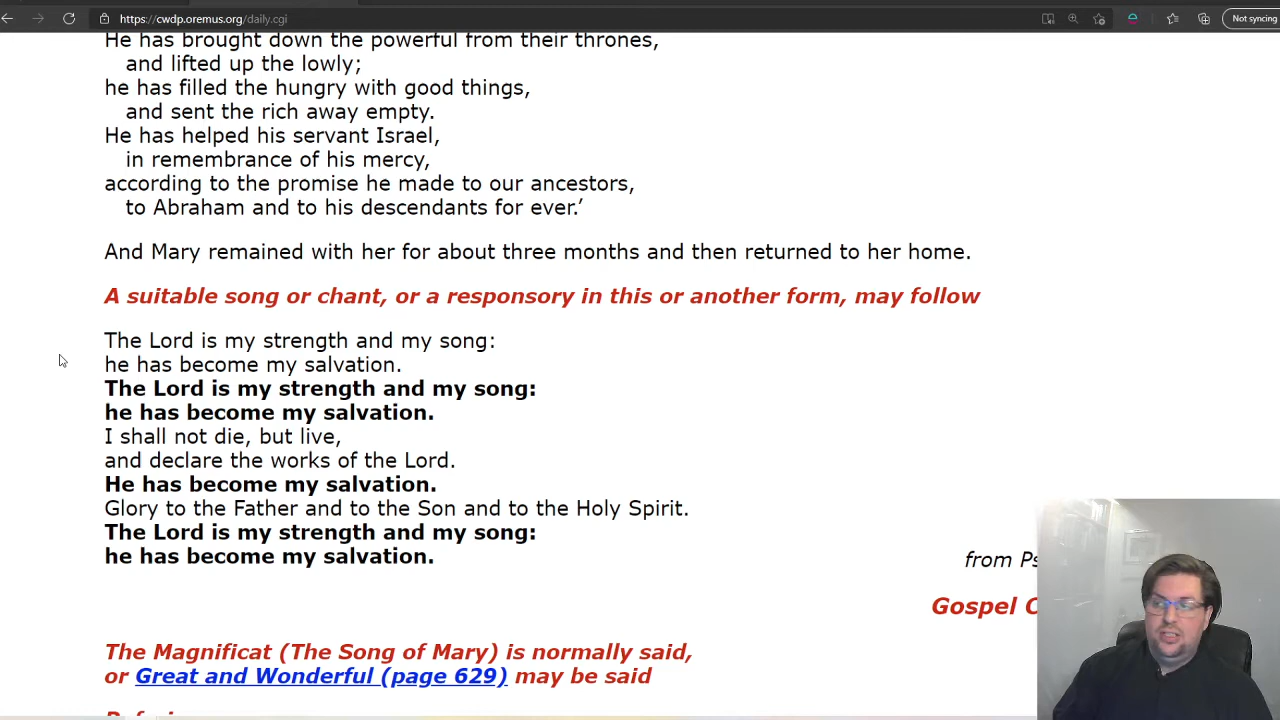 https://cwdp.oremus.org/daily.cgi
Not syncing
He has brought down the powerful from their thrones,
and lifted up the lowly;
he has filled the hungry with good things,
and sent the rich away empty.
He has helped his servant Israel,
in remembrance of his mercy,
according to the promise he made to our ancestors,
to Abraham and to his descendants for ever.’
And Mary remained with her for about three months and then returned to her home.
A suitable song or chant, or a responsory in this or another form, may follow
The Lord is my strength and my song:
he has become my salvation.
The Lord is my strength and my song:
he has become my salvation.
I shall not die, but live,
and declare the works of the Lord.
He has become my salvation.
Glory to the Father and to the Son and to the Holy Spirit.
The Lord is my strength and my song:
he has become my salvation.
from
Gospel
The Magnificat (The Song of Mary) is normally said,
or Great and Wonderful (page 629) may be said